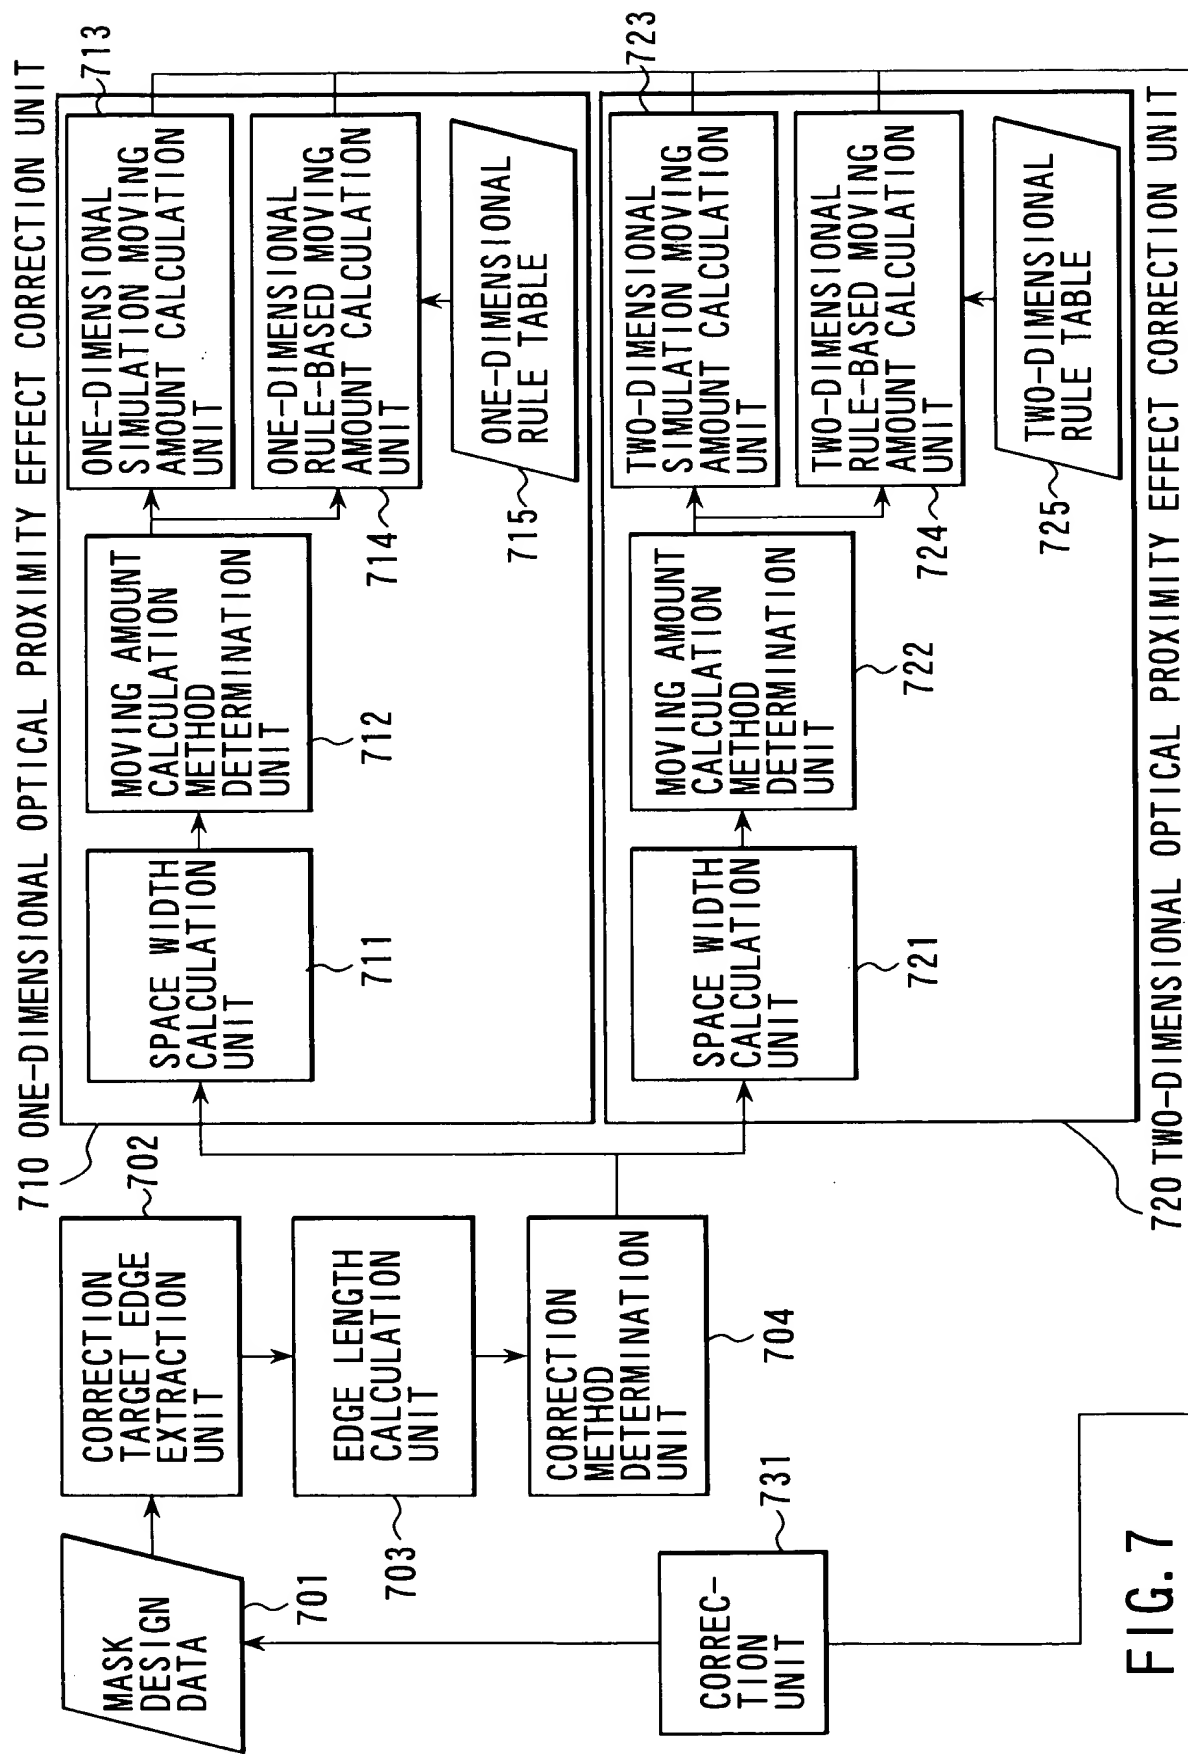 710 ONE-DIMENSIONAL OPTICAL PROXIMITY EFFECT CORRECTION UNIT
MASK
DESIGN
DATA
701
CORRECTION
TARGET EDGE
EXTRACTION
UNIT
702
EDGE LENGTH
CALCULATION
UNIT
703
CORRECTION
METHOD
DETERMINATION
UNIT
704
SPACE WIDTH
CALCULATION
UNIT
711
MOVING AMOUNT
CALCULATION
METHOD
DETERMINATION
UNIT
712
ONE-DIMENSIONAL
SIMULATION MOVING
AMOUNT CALCULATION
UNIT
713
ONE-DIMENSIONAL
RULE-BASED MOVING
AMOUNT CALCULATION
UNIT
714
ONE-DIMENSIONAL
RULE TABLE
715
SPACE WIDTH
CALCULATION
UNIT
721
MOVING AMOUNT
CALCULATION
METHOD
DETERMINATION
UNIT
722
TWO-DIMENSIONAL
SIMULATION MOVING
AMOUNT CALCULATION
UNIT
723
TWO-DIMENSIONAL
RULE-BASED MOVING
AMOUNT CALCULATION
UNIT
724
TWO-DIMENSIONAL
RULE TABLE
725
720 TWO-DIMENSIONAL OPTICAL PROXIMITY EFFECT CORRECTION UNIT
CORREC-
TION
UNIT
731
FIG. 7